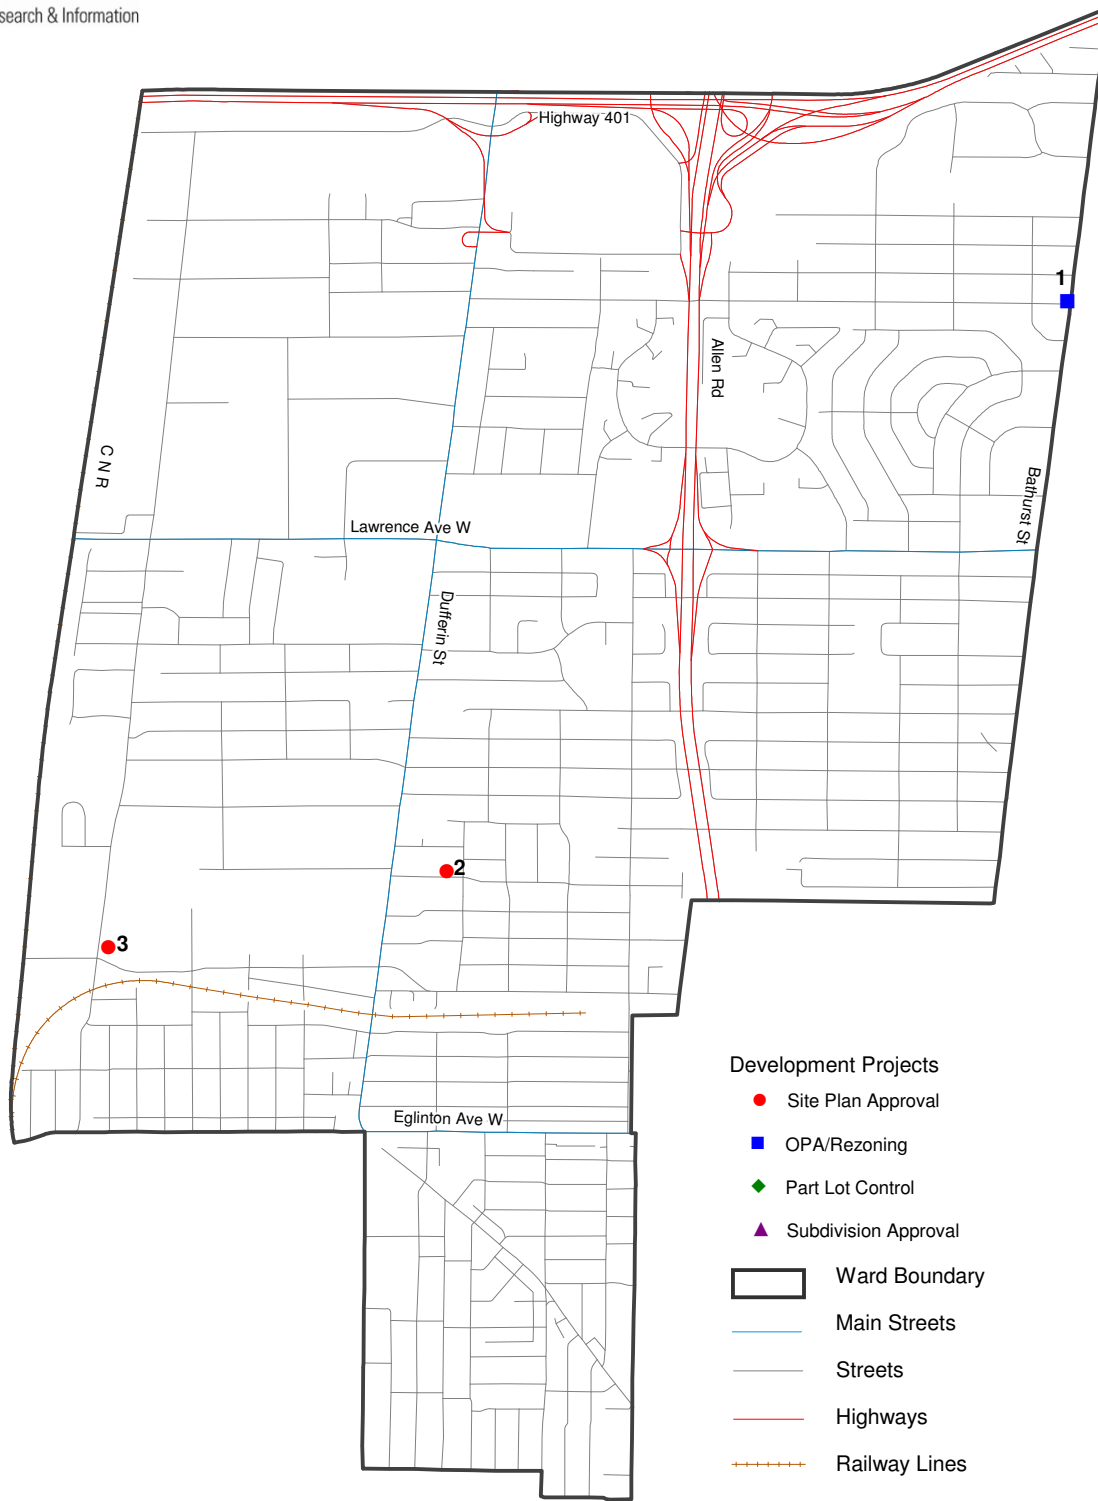 search & Information
Highway 401
1
Allen Rd
C N R
Bathurst St
Lawrence Ave W
Dufferin St
2
3
Eglinton Ave W
Development Projects
Site Plan Approval
OPA/Rezoning
Part Lot Control
Subdivision Approval
Ward Boundary
Main Streets
Streets
Highways
Railway Lines